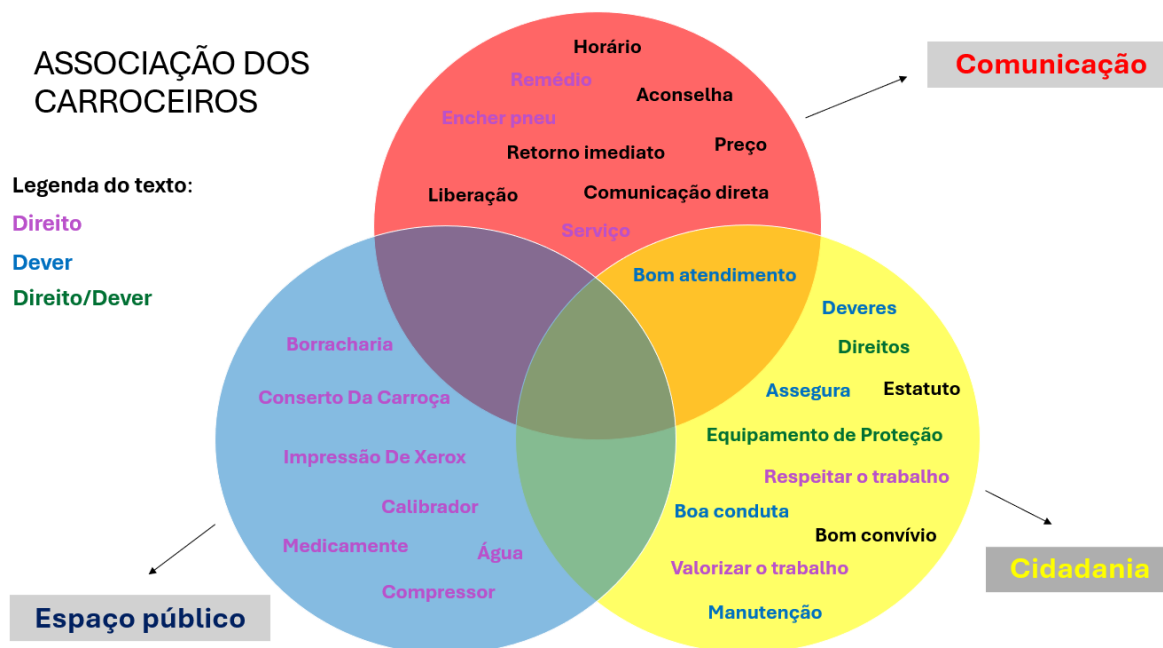 ASSOCIAÇÃO DOS
CARROCEIROS
Legenda do texto:
Direito
Dever
Direito/Dever
Horário
Remédio
Aconselha
Encher pneu
Preço
Retorno imediato
Liberação
Comunicação direta
Serviço
Comunicação
Bom atendimento
Deveres
Direitos
Assegura
Estatuto
Equipamento de Proteção
Respeitar o trabalho
Boa conduta
Bom convívio
Valorizar o trabalho
Manutenção
Cidadania
Borracharia
Conserto Da Carroça
Impressão De Xerox
Calibrador
Medicamente
Água
Compressor
Espaço público